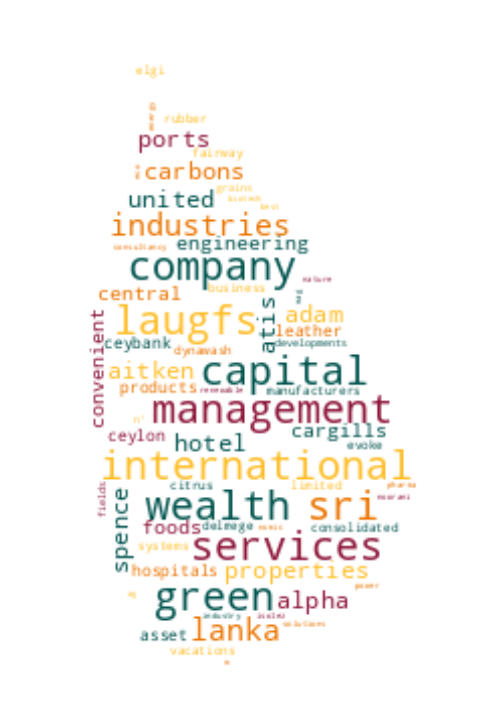 elgi
rubber
ports
fairway
carbons
grains
united
biotech
best
industries
consultancy
engineering
company
nature
business
central
laugfs
atis
adam
leather
convenient
ceybank
developments
dynawash
aitken
capital
products
renewable
manufacturers
management
n'
cargills
ceylon
hotel
evoke
international
citrus
limited
pharma
fields
spence
wealth
sri
noorani
foods
delmege
consolidated
systems
services
hospitals
properties
power
green
alpha
industry
lanka
solutions
asset
vacations